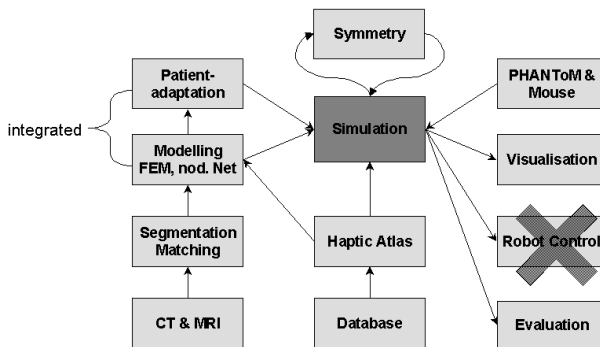 Symmetry
Patient-
adaptation
PHANToM &
Mouse
integrated
Simulation
Modelling
FEM, nod. Net
Visualisation
Segmentation
Matching
Haptic Atlas
Robot Control
CT & MRI
Database
Evaluation